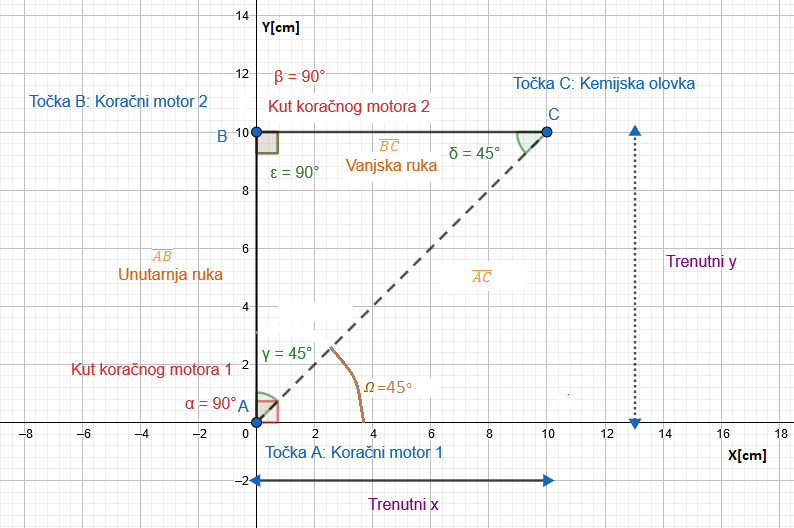 14
Y[cm]
12
β = 90°
Točka C: Kemijska olovka
Točka B: Koračni motor 2
Kut koračnog motora 2
C
B
10
BC
δ = 45°
Vanjska ruka
ε = 90°
8
6
AB
Trenutni y
Unutarnja ruka
AC
4
γ = 45°
2
Kut koračnog motora 1
Ω =45°
α = 90°
A
−8
−6
−4
−2
0
2
4
6
8
10
12
14
16
18
Točka A: Koračni motor 1
X[cm]
−2
Trenutni x